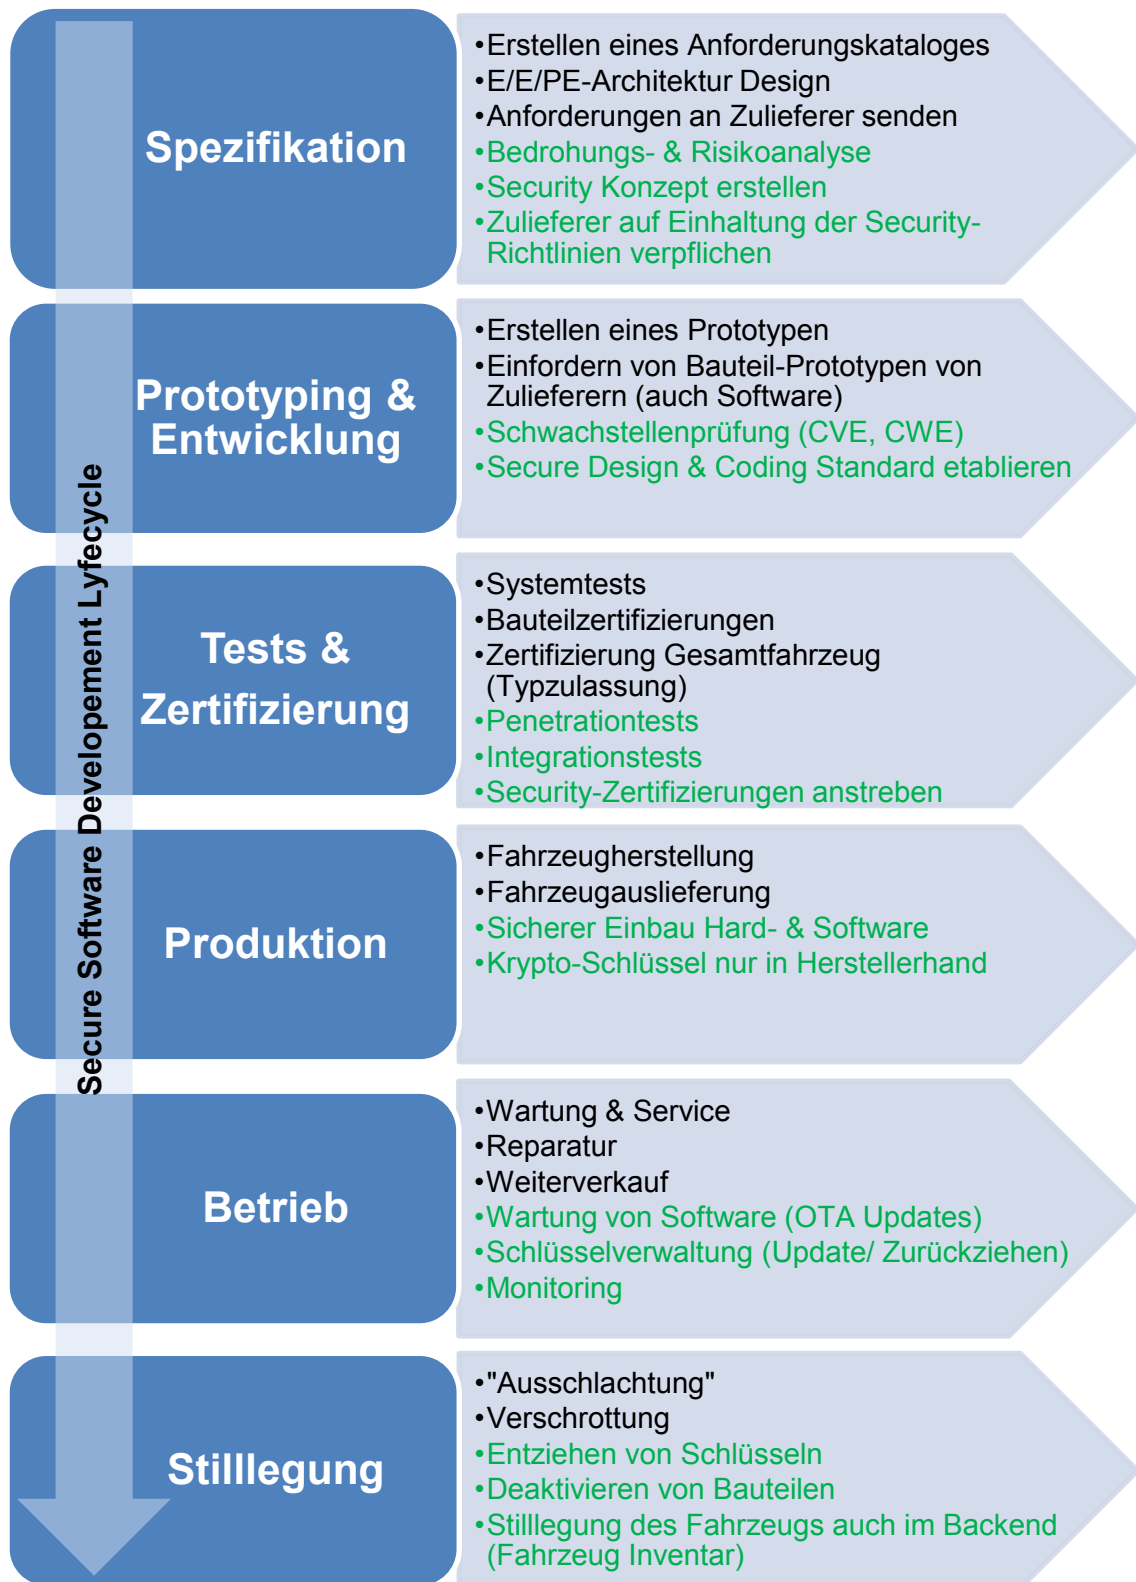 Secure Software Developement Lyfecycle
Spezifikation
•Erstellen eines Anforderungskataloges
•E/E/PE-Architektur Design
•Anforderungen an Zulieferer senden
•Bedrohungs- & Risikoanalyse
•Security Konzept erstellen
•Zulieferer auf Einhaltung der Security-
Richtlinien verpflichen
Prototyping &
Entwicklung
•Erstellen eines Prototypen
•Einfordern von Bauteil-Prototypen von
Zulieferern (auch Software)
•Schwachstellenprüfung (CVE, CWE)
•Secure Design & Coding Standard etablieren
Tests &
Zertifizierung
•Systemtests
•Bauteilzertifizierungen
•Zertifizierung Gesamtfahrzeug
(Typzulassung)
•Penetrationtests
•Integrationstests
•Security-Zertifizierungen anstreben
Produktion
•Fahrzeugherstellung
•Fahrzeugauslieferung
•Sicherer Einbau Hard- & Software
•Krypto-Schlüssel nur in Herstellerhand
Betrieb
•Wartung & Service
•Reparatur
•Weiterverkauf
•Wartung von Software (OTA Updates)
•Schlüsselverwaltung (Update/ Zurückziehen)
•Monitoring
Stilllegung
•"Ausschlachtung"
•Verschrottung
•Entziehen von Schlüsseln
•Deaktivieren von Bauteilen
•Stilllegung des Fahrzeugs auch im Backend
(Fahrzeug Inventar)